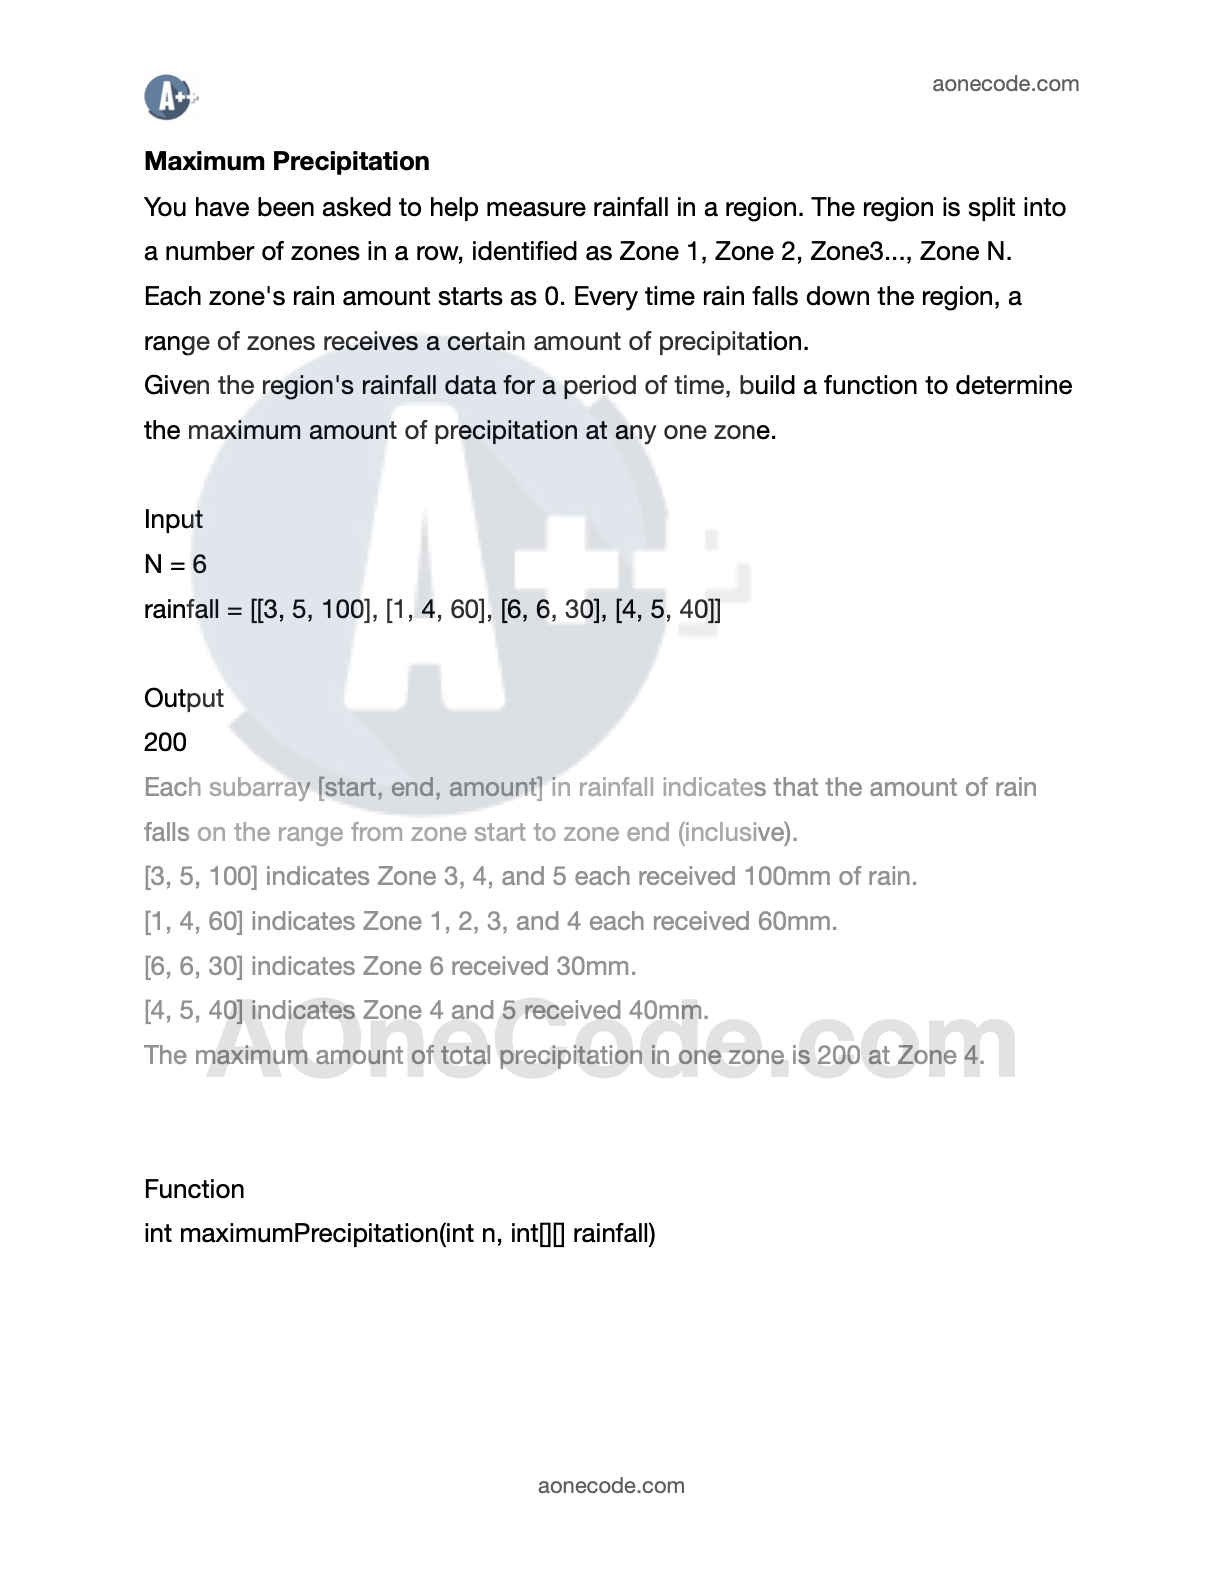 A++
aonecode.com
Maximum Precipitation
You have been asked to help measure rainfall in a region. The region is split into
a number of zones in a row, identified as Zone 1, Zone 2, Zone3..., Zone N.
Each zone's rain amount starts as 0. Every time rain falls down the region, a
range of zones receives a certain amount of precipitation.
Given the region's rainfall data for a period of time, build a function to determine
the maximum amount of precipitation at any one zone.
Input
N = 6
rainfall = [[3, 5, 100], [1, 4, 60], [6, 6, 30], [4, 5, 40]]
Output
200
Each subarray [start, end, amount] in rainfall indicates that the amount of rain
falls on the range from zone start to zone end (inclusive).
[3, 5, 100] indicates Zone 3, 4, and 5 each received 100mm of rain.
[1, 4, 60] indicates Zone 1, 2, 3, and 4 each received 60mm.
[6, 6, 30] indicates Zone 6 received 30mm.
[4, 5, 40] indicates Zone 4 and 5 received 40mm.
The maximum amount of total precipitation in one zone is 200 at Zone 4.
A++
AOneCode.com
Function
int maximumPrecipitation(int n, int[][] rainfall)
aonecode.com